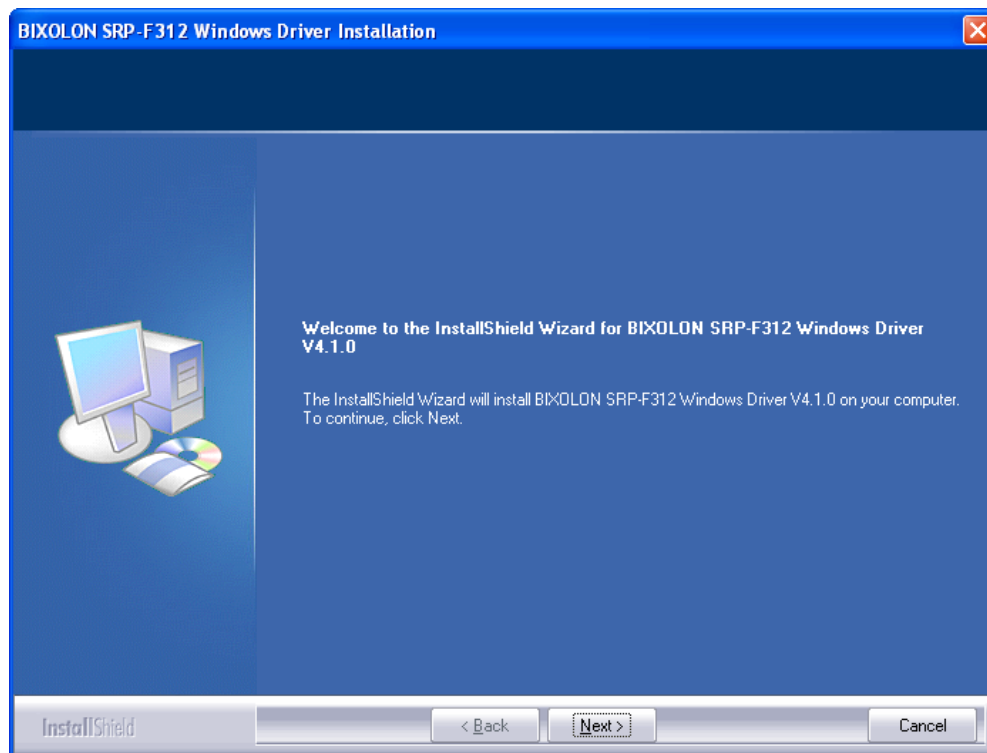 BIXOLON SRP-F312 Windows Driver Installation
Welcome to the InstallShield Wizard for BIXOLON SRP-F312 Windows Driver
V4.1.0
The InstallShield Wizard will install BIXOLON SRP-F312 Windows Driver V4.1.0 on your computer.
To continue, click Next.
InstallShield
< Back
Next >
Cancel